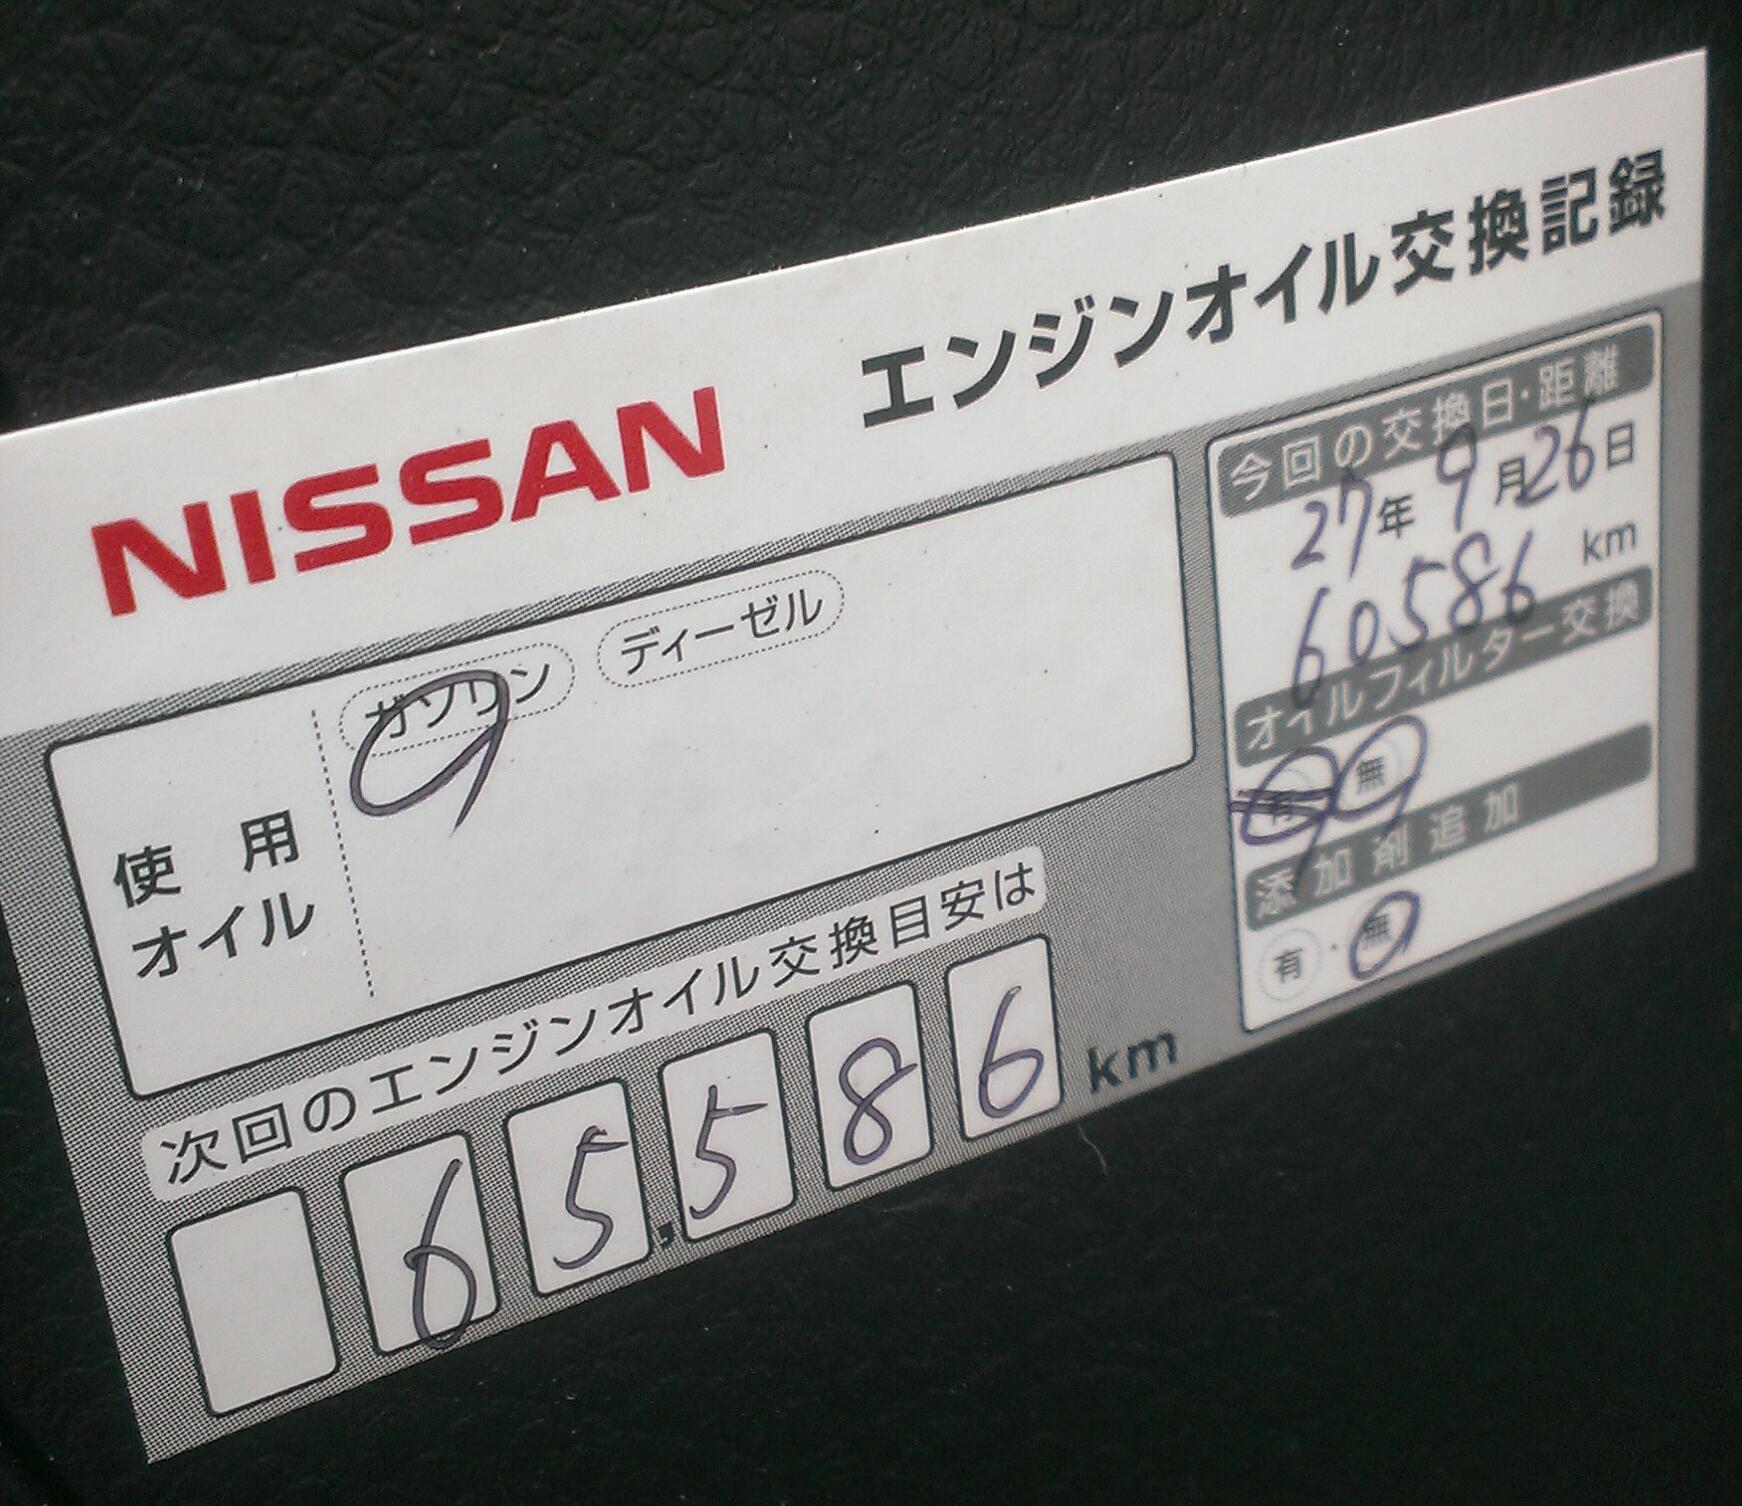 NISSAN エンジンオイル交換記録
使用オイル
ガソリン ディーゼル
次回のエンジンオイル交換目安は
65,586 km
今回の交換日・距離
27年9月26日
60586 km
オイルフィルター交換
有 無
添加剤追加
有・無